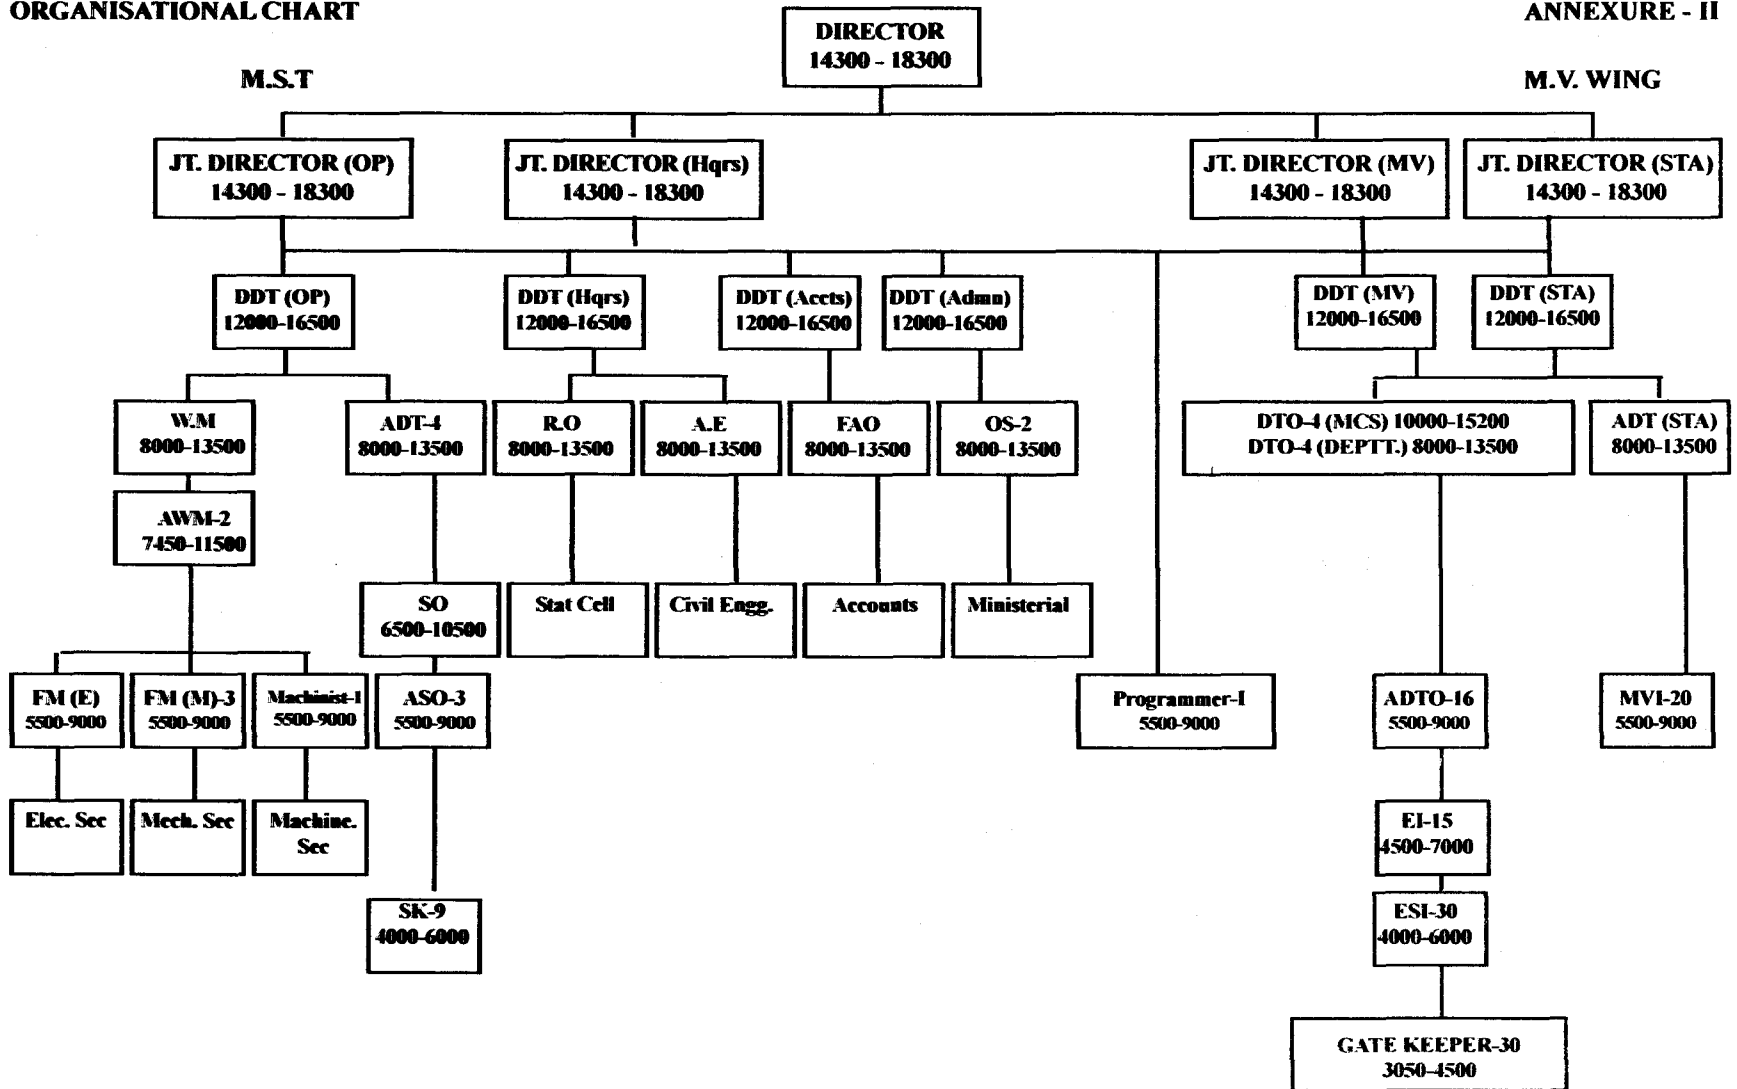 ORGANISATIONAL CHART
ANNEXURE - II
M.S.T
M.V. WING
DIRECTOR
14300 - 18300
JT. DIRECTOR (OP)
14300 - 18300
JT. DIRECTOR (Hqrs)
14300 - 18300
JT. DIRECTOR (MV)
14300 - 18300
JT. DIRECTOR (STA)
14300 - 18300
DDT (OP)
12000-16500
DDT (Hqrs)
12000-16500
DDT (Accts)
12000-16500
DDT (Admn)
12000-16500
DDT (MV)
12000-16500
DDT (STA)
12000-16500
W.M
8000-13500
ADT-4
8000-13500
R.O
8000-13500
A.E
8000-13500
FAO
8000-13500
OS-2
8000-13500
DTO-4 (MCS) 10000-15200
DTO-4 (DEPTT.) 8000-13500
ADT (STA)
8000-13500
AWM-2
7450-11500
SO
6500-10500
Stat Cell
Civil Engg.
Accounts
Ministerial
FM (E)
5500-9000
FM (M)-3
5500-9000
Machinist-1
5500-9000
ASO-3
5500-9000
Programmer-I
5500-9000
ADTO-16
5500-9000
MVI-20
5500-9000
Elec. Sec
Mech. Sec
Machine.
Sec
EI-15
4500-7000
SK-9
4000-6000
ESI-30
4000-6000
GATE KEEPER-30
3050-4500